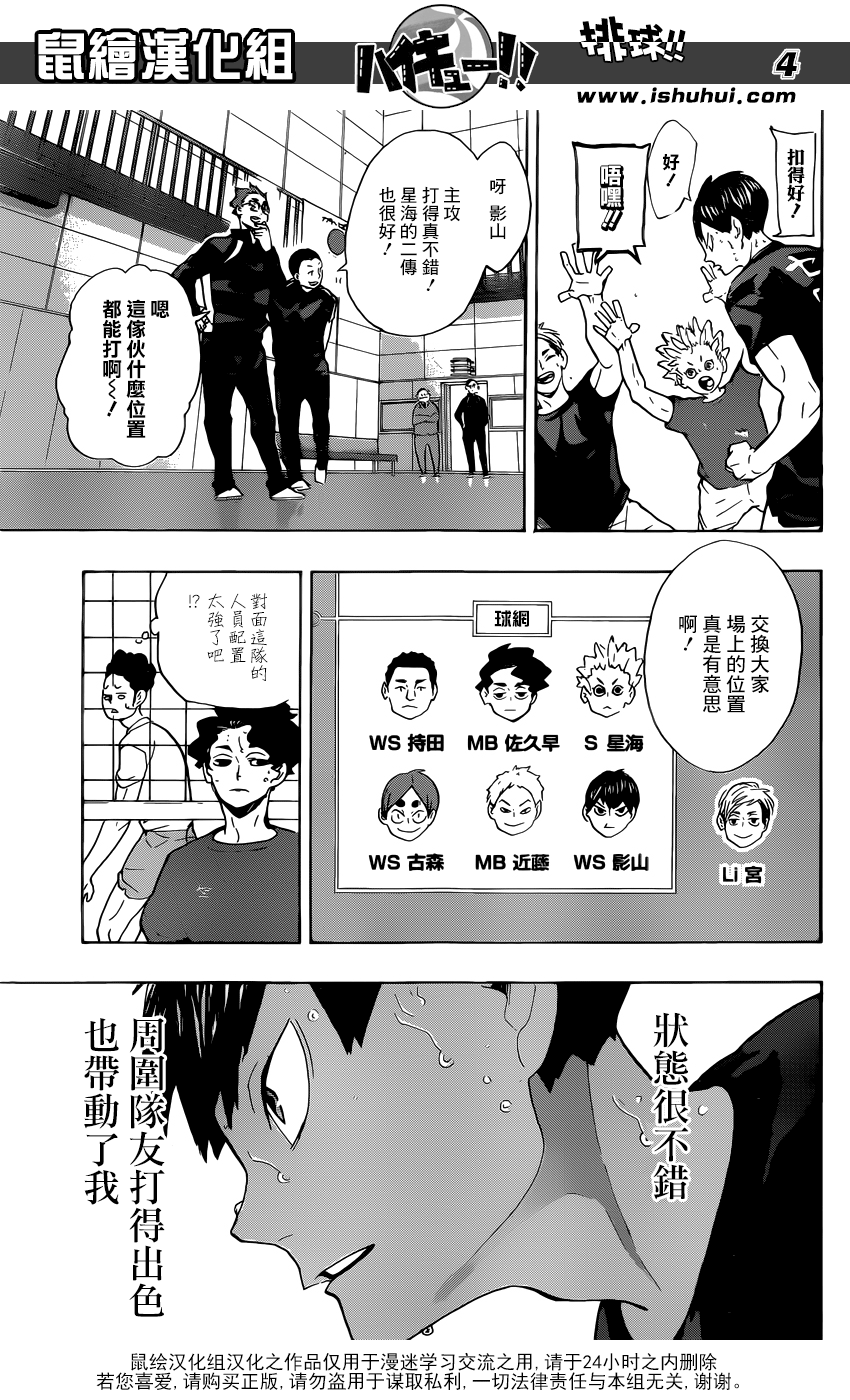 鼠繪漢化組
ハイキュー!!
排球!!
4
www.ishuhui.com
扣得好！
好！
唔嘿!!
呀 影山
主攻
打得真不錯！
星海的二傳
也很好！
嗯
這傢伙什麼位置
都能打啊～！
交換大家
場上的位置
真是有意思
啊！
球網
WS 持田
MB 佐久早
S 星海
WS 古森
MB 近藤
WS 影山
Li 宮
對面這隊的
人員配置
太強了吧
!?
狀態很不錯
周圍隊友打得出色
也帶動了我
鼠绘汉化组汉化之作品仅用于漫迷学习交流之用, 请于24小时之内删除
若您喜爱, 请购买正版, 请勿盗用于谋取私利, 一切法律责任与本组无关, 谢谢。